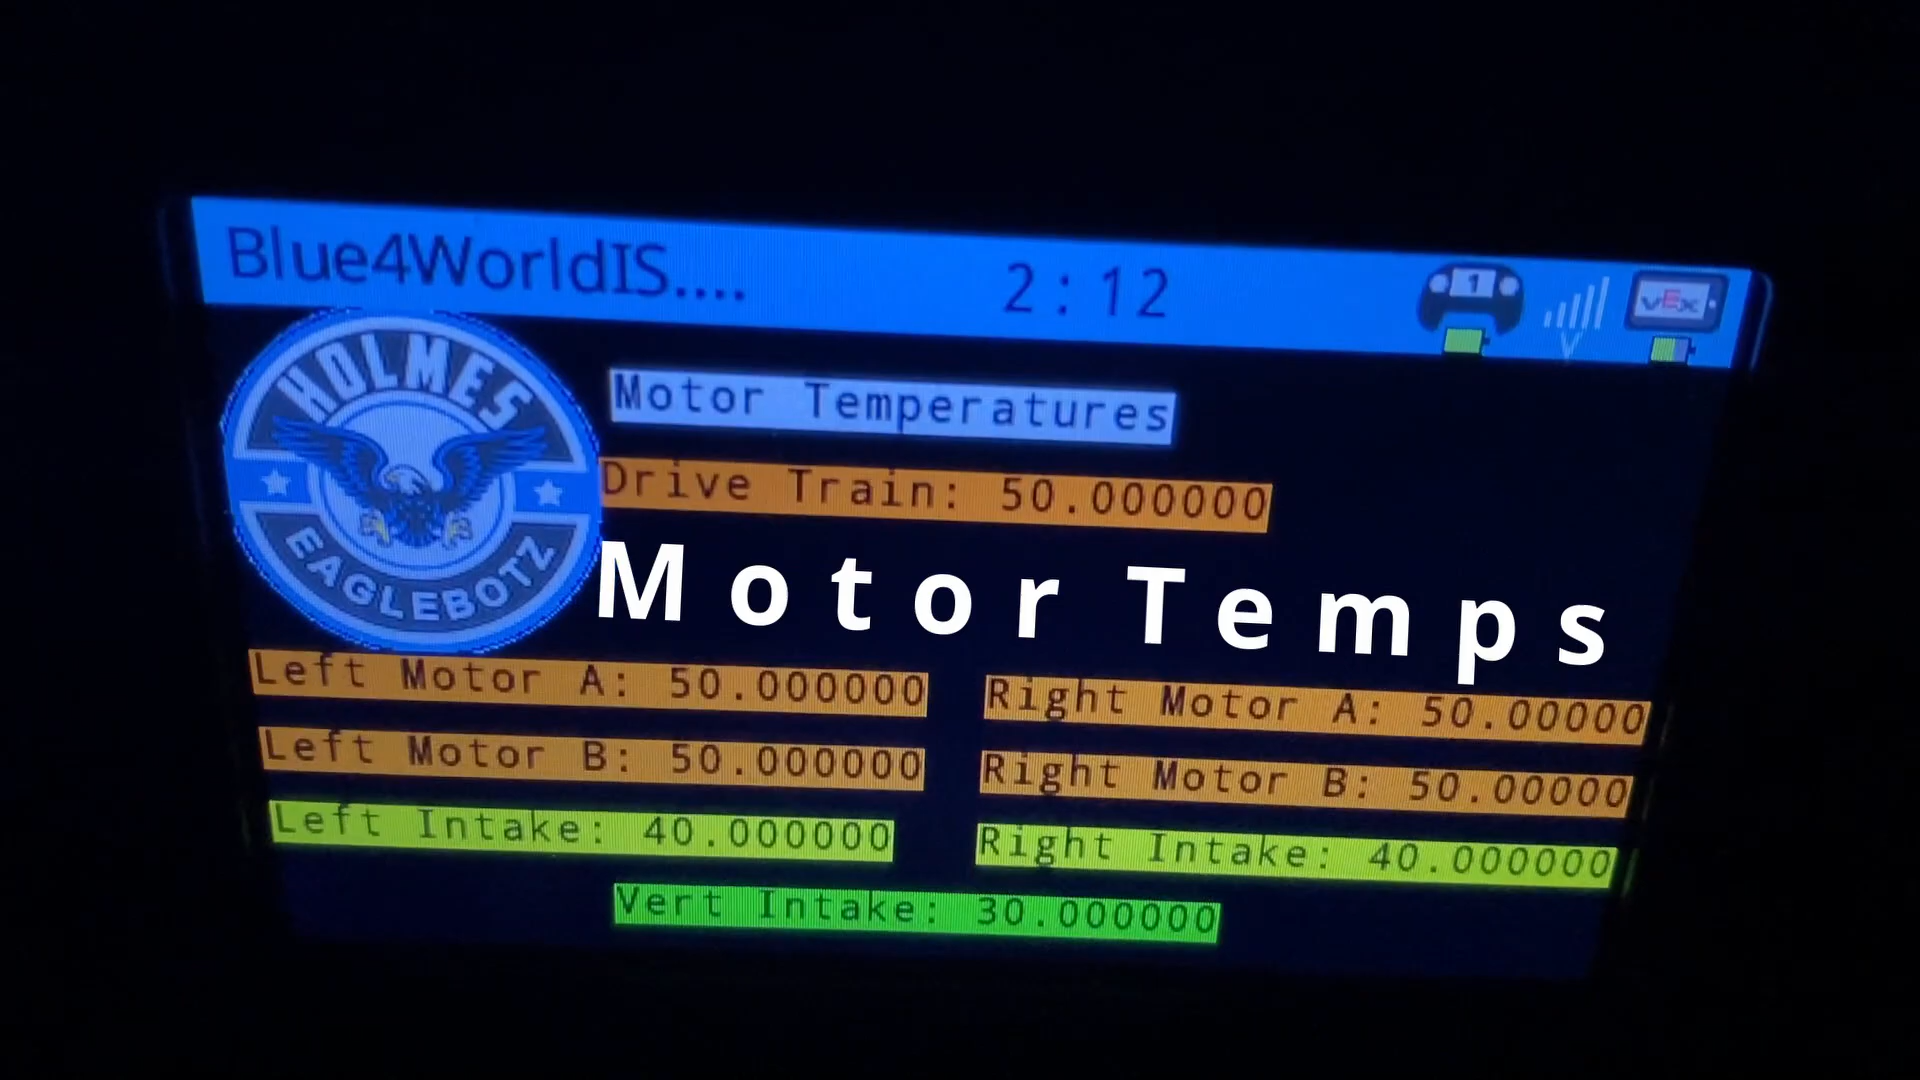 Blue4WorldIS....
2:12
1
VEX
V
HOLMES
EAGLEBOTZ
Motor Temperatures
Drive Train: 50.000000
Motor Temps
Left Motor A: 50.000000
Right Motor A: 50.00000
Left Motor B: 50.000000
Right Motor B: 50.00000
Left Intake: 40.000000
Right Intake: 40.000000
Vert Intake: 30.000000